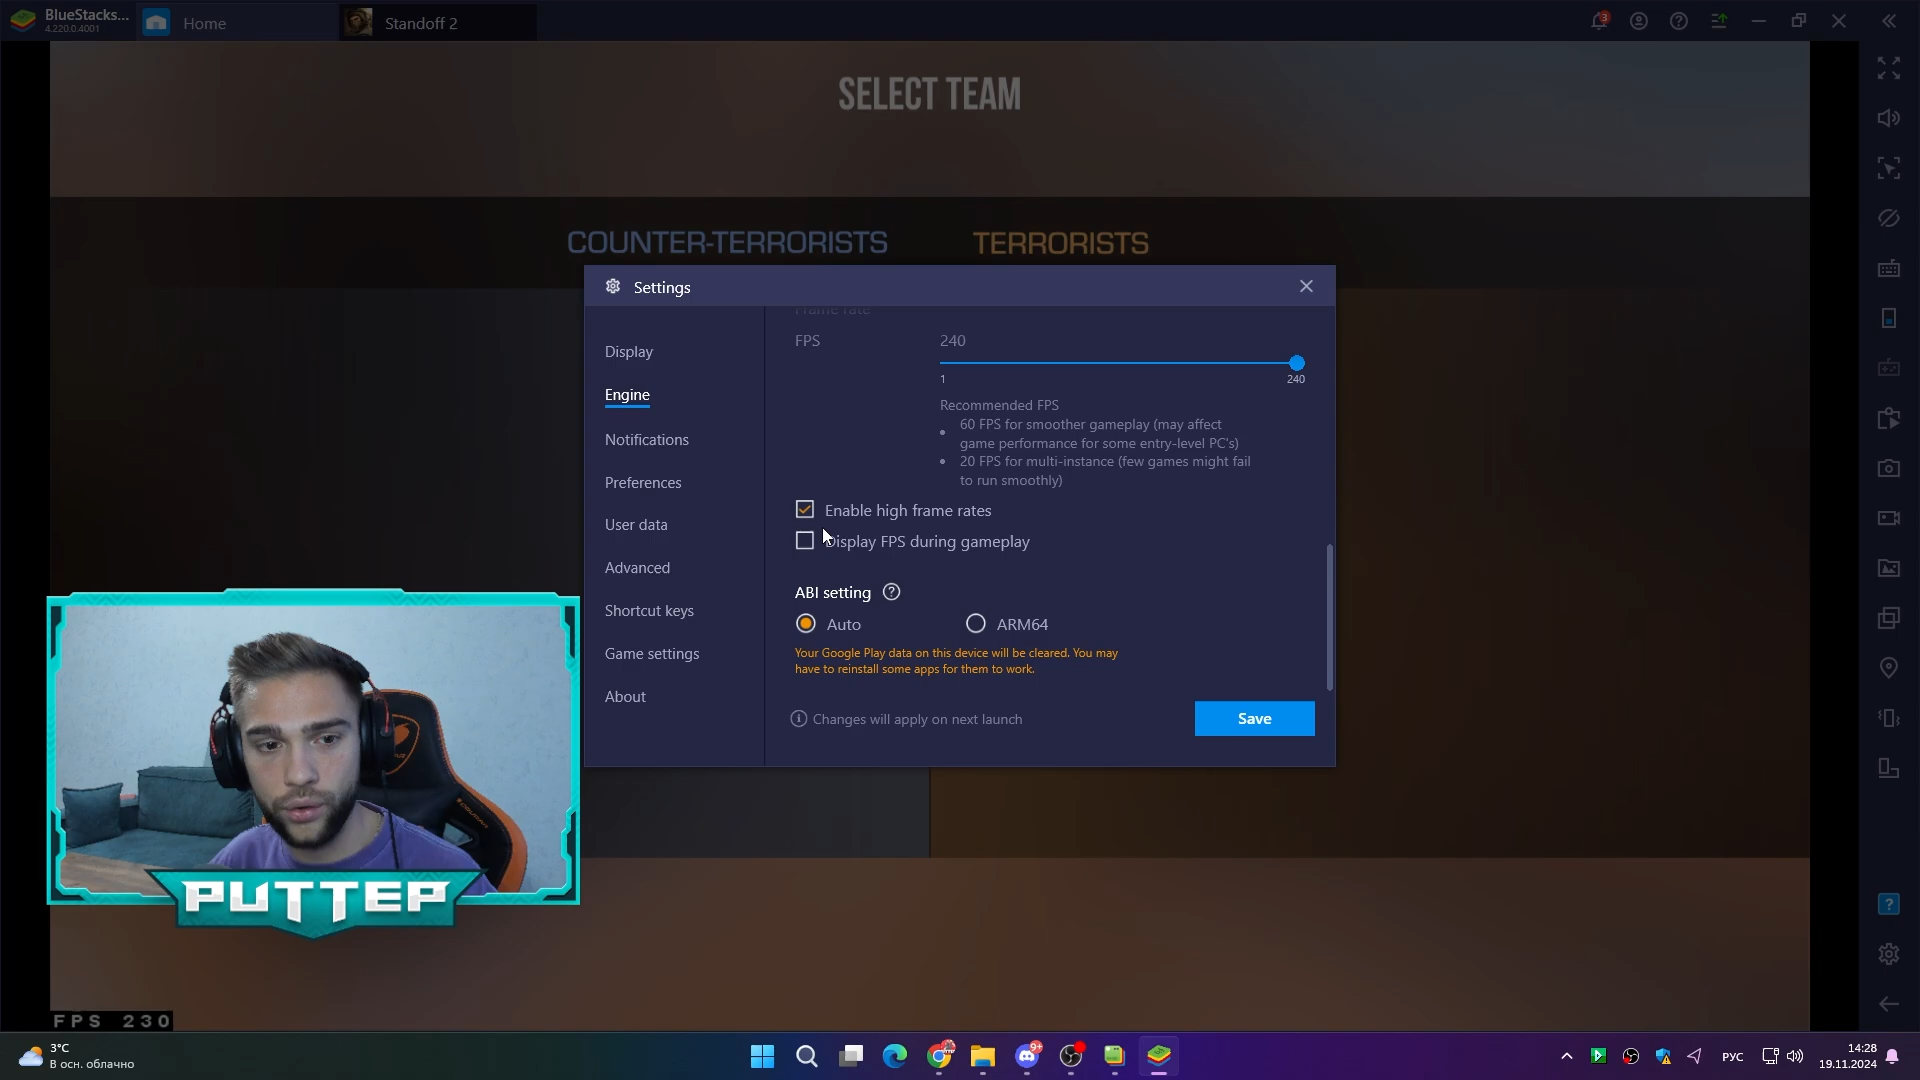 BlueStacks...
4.220.0.4001
Home
Standoff 2
3
SELECT TEAM
COUNTER-TERRORISTS
TERRORISTS
Settings
Display
Engine
Notifications
Preferences
User data
Advanced
Shortcut keys
Game settings
About
Frame rate
FPS
240
1
240
Recommended FPS
• 60 FPS for smoother gameplay (may affect
game performance for some entry-level PC's)
• 20 FPS for multi-instance (few games might fail
to run smoothly)
Enable high frame rates
Display FPS during gameplay
ABI setting
Auto
ARM64
Your Google Play data on this device will be cleared. You may
have to reinstall some apps for them to work.
Changes will apply on next launch
Save
COUGAR
PUTTEP
FPS 230
3°C
В осн. облачно
9+
РУС
14:28
19.11.2024